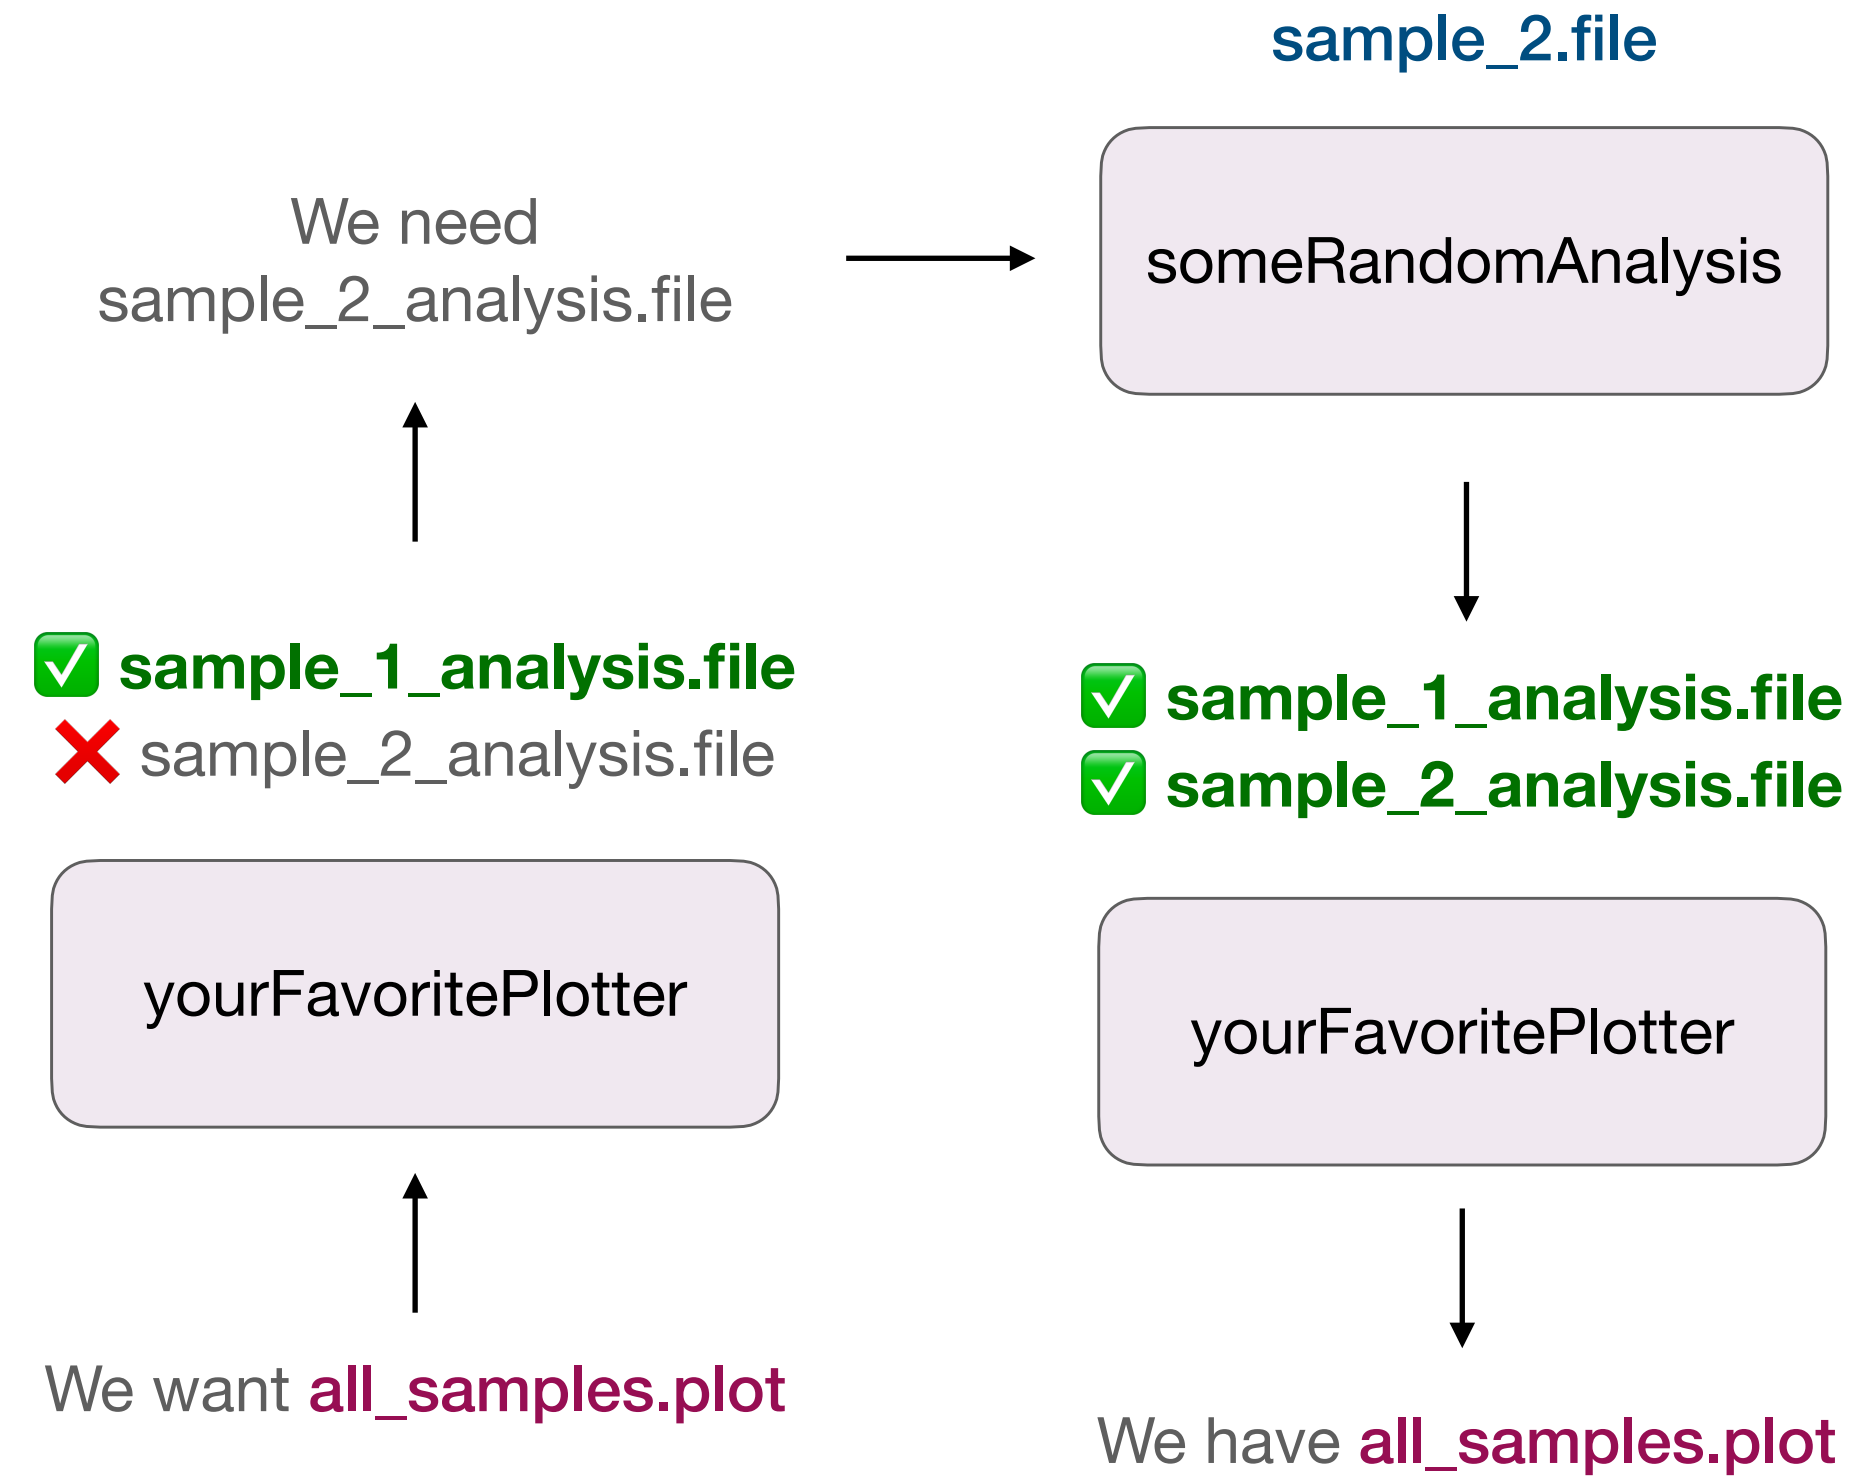 sample_2.file
We need
sample_2_analysis.file
someRandomAnalysis
sample_1_analysis.file
sample_2_analysis.file
yourFavoritePlotter
We want all_samples.plot
sample_1_analysis.file
sample_2_analysis.file
yourFavoritePlotter
We have all_samples.plot